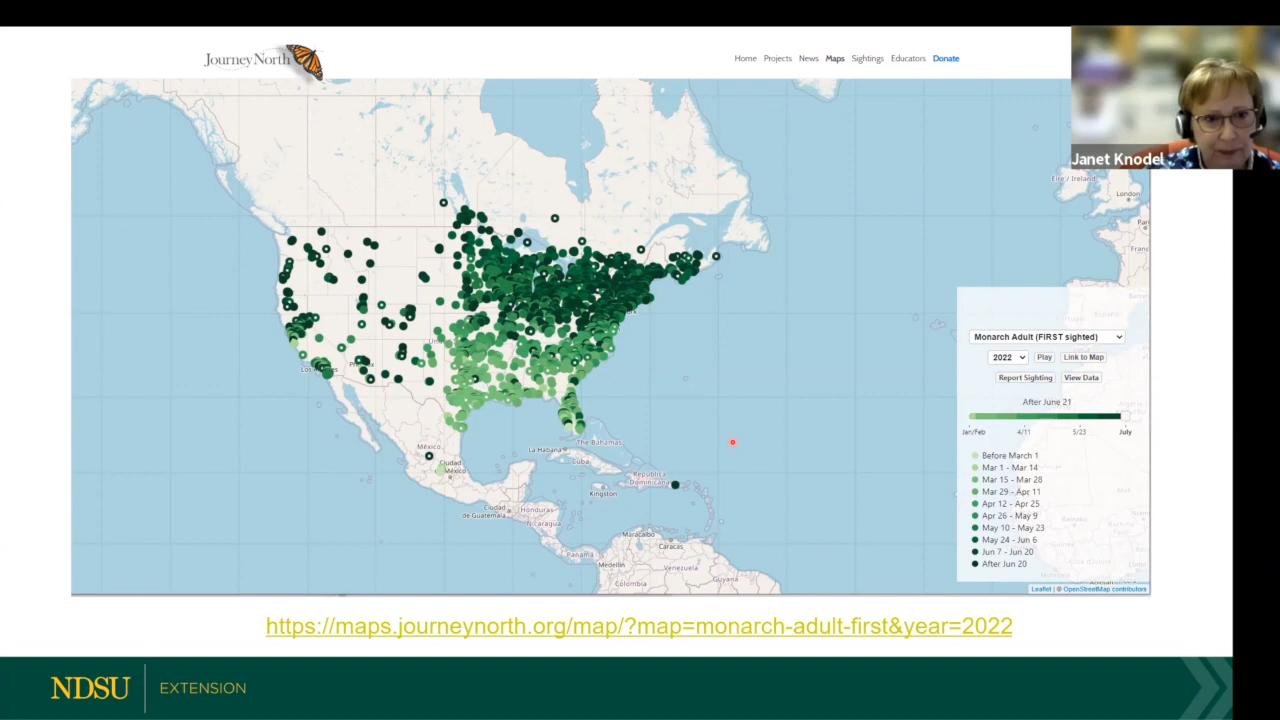 Journey North
Home Projects News Maps Sightings Educators Donate
Janet Knodel
Eire / Ireland
London
Los
México
Ciudad
México
La Habana
The Bahamas
Cuba
República
Dominicana
Kingston
Ciudad
de Guatemala
Honduras
Nicaragua
Panamá
Maracaibo
Caracas
Medellín
Venezuela
Colombia
Guyana
Monarch Adult (FIRST sighted)
2022 Play Link to Map
Report Sighting View Data
After June 21
Jan/Feb 4/11 5/23 July
Before March 1
Mar 1 - Mar 14
Mar 15 - Mar 28
Mar 29 - Apr 11
Apr 12 - Apr 25
Apr 26 - May 9
May 10 - May 23
May 24 - Jun 6
Jun 7 - Jun 20
After Jun 20
Leaflet | © OpenStreetMap contributors
https://maps.journeynorth.org/map/?map=monarch-adult-first&year=2022
NDSU EXTENSION